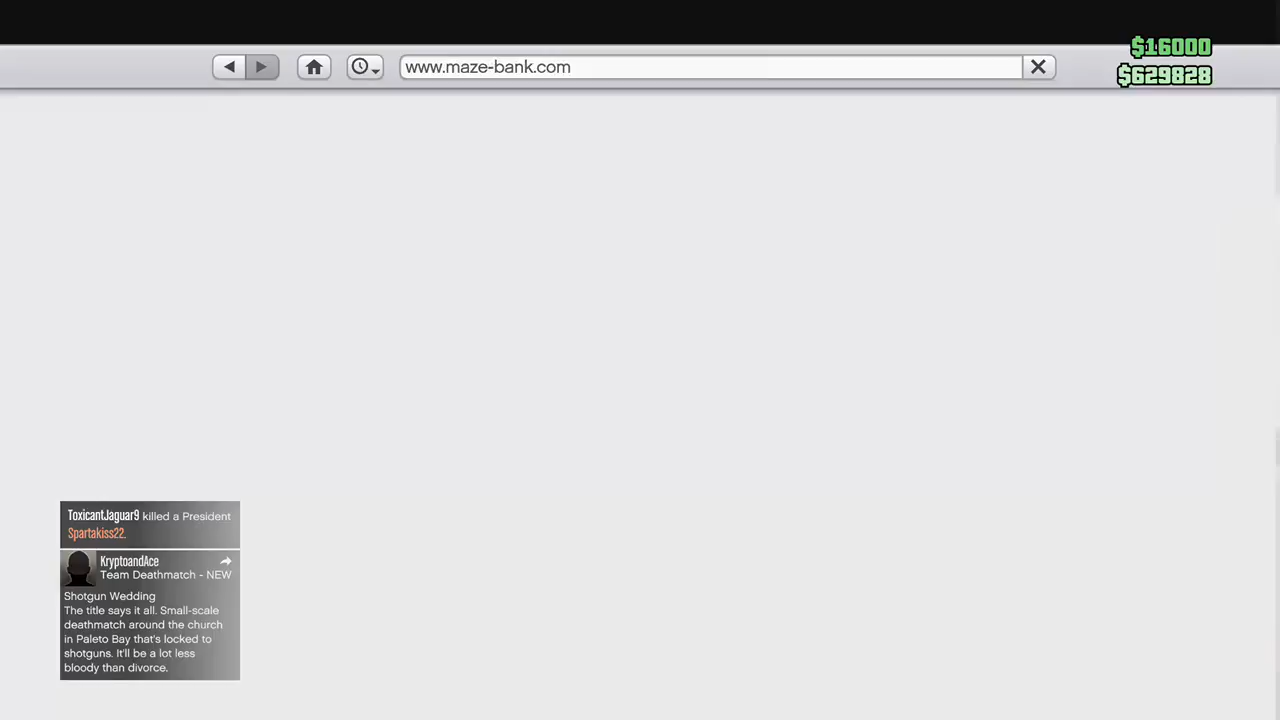 www.maze-bank.com
$16000
$629828
ToxicantJaguar9 killed a President
Spartakiss22.
KryptoandAce
Team Deathmatch - NEW
Shotgun Wedding
The title says it all. Small-scale
deathmatch around the church
in Paleto Bay that's locked to
shotguns. It'll be a lot less
bloody than divorce.